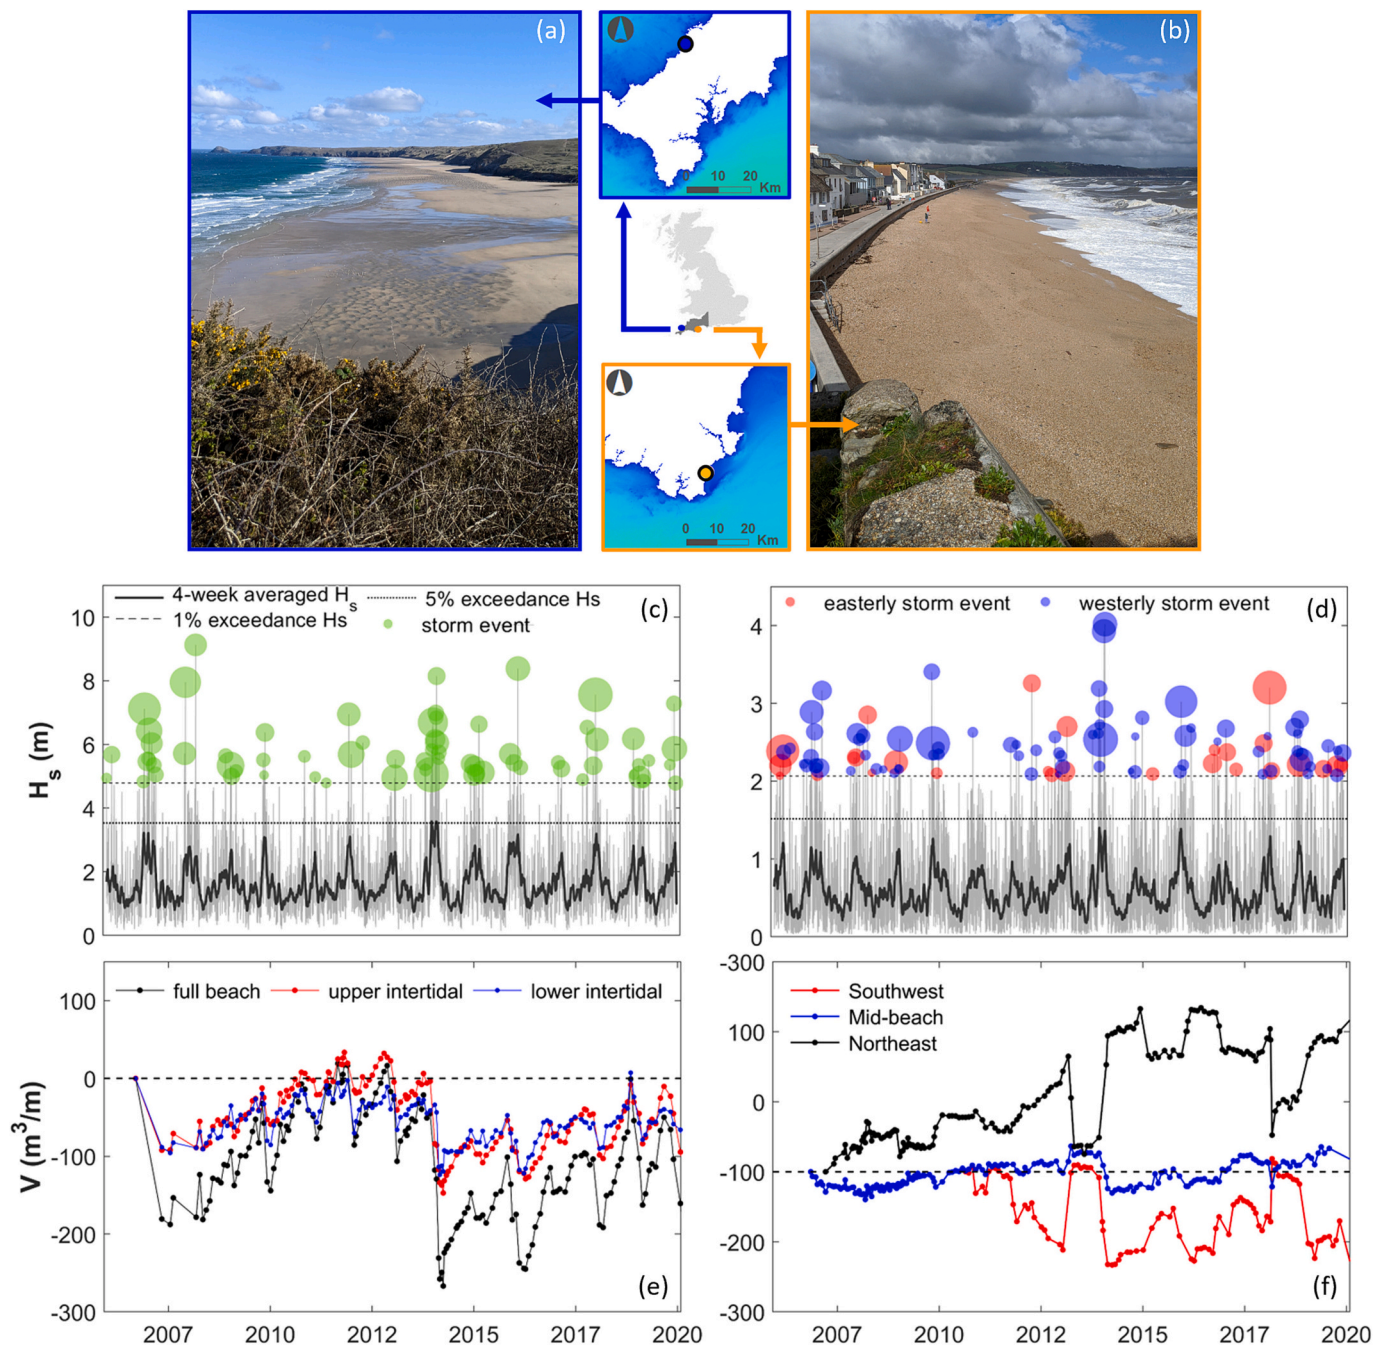 (a)
0 10 20
Km
(b)
0 10 20
Km
4-week averaged Hs
5% exceedance Hs
(c)
1% exceedance Hs
storm event
10
8
6
4
2
0
Hs (m)
easterly storm event
westerly storm event
(d)
4
3
2
1
0
full beach
upper intertidal
lower intertidal
100
0
-100
-200
-300
V (m³/m)
(e)
2007
2010
2012
2015
2017
2020
-300
100
0
-100
-200
-300
Southwest
Mid-beach
Northeast
(f)
2007
2010
2012
2015
2017
2020